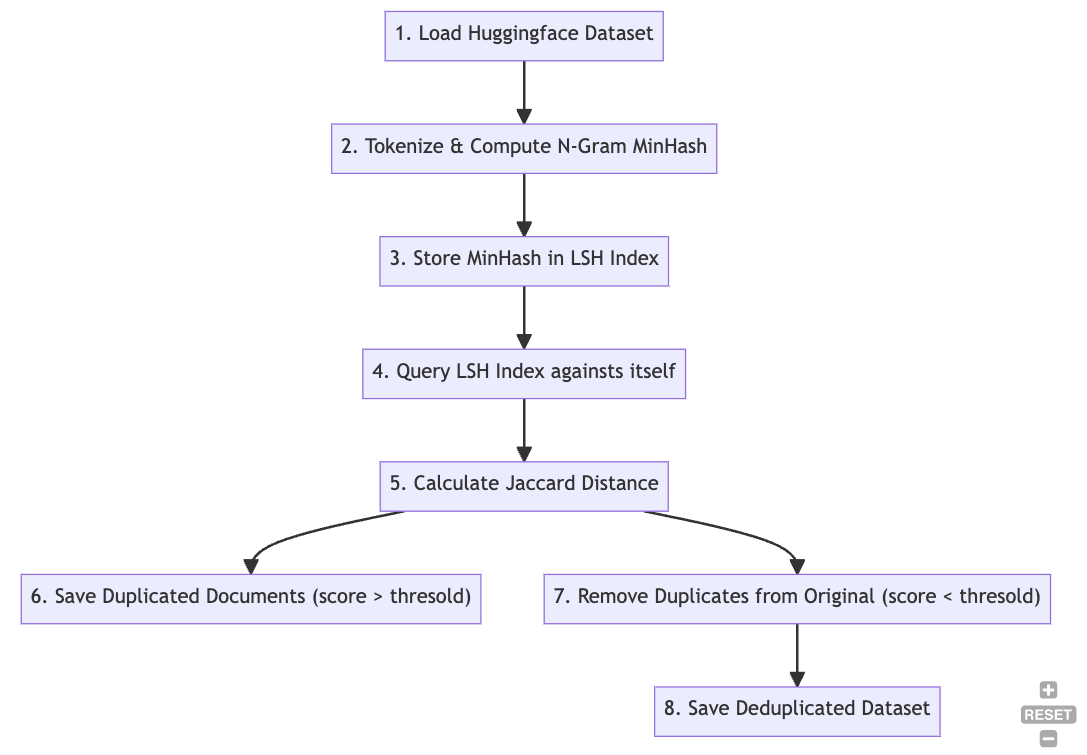 1. Load Huggingface Dataset
2. Tokenize & Compute N-Gram MinHash
3. Store MinHash in LSH Index
4. Query LSH Index againsts itself
5. Calculate Jaccard Distance
6. Save Duplicated Documents (score > thresold)
7. Remove Duplicates from Original (score < thresold)
8. Save Deduplicated Dataset
RESET